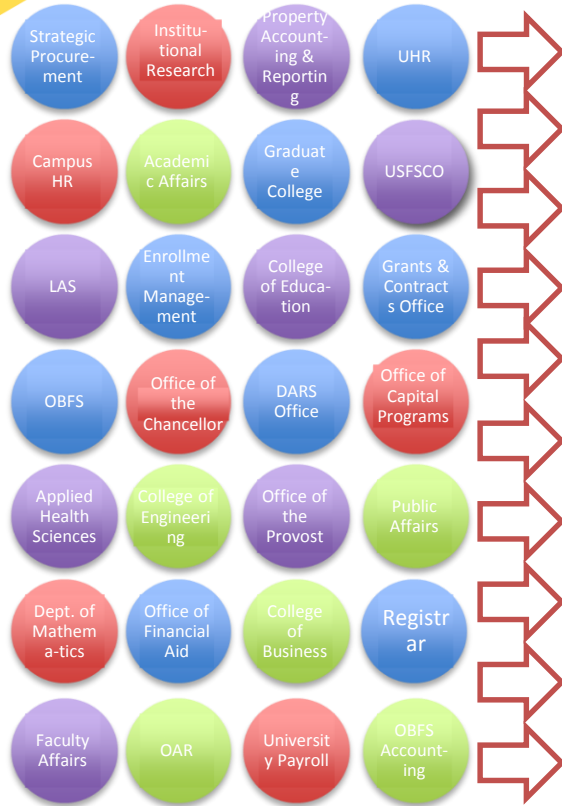 Strategic
Procure-
ment
Institu-
tional
Research
Property
Account-
ing &
Reportin
g
UHR
Campus
HR
Academi
c Affairs
Graduat
e
College
USFSCO
LAS
Enrollme
nt
Manage-
ment
College
of Educa-
tion
Grants &
Contract
s Office
OBFS
Office of
the
Chancellor
DARS
Office
Office of
Capital
Programs
Applied
Health
Sciences
College of
Engineeri
ng
Office of
the
Provost
Public
Affairs
Dept. of
Mathem
a-tics
Office of
Financial
Aid
College
of
Business
Registr
ar
Faculty
Affairs
OAR
Universit
y Payroll
OBFS
Account-
ing